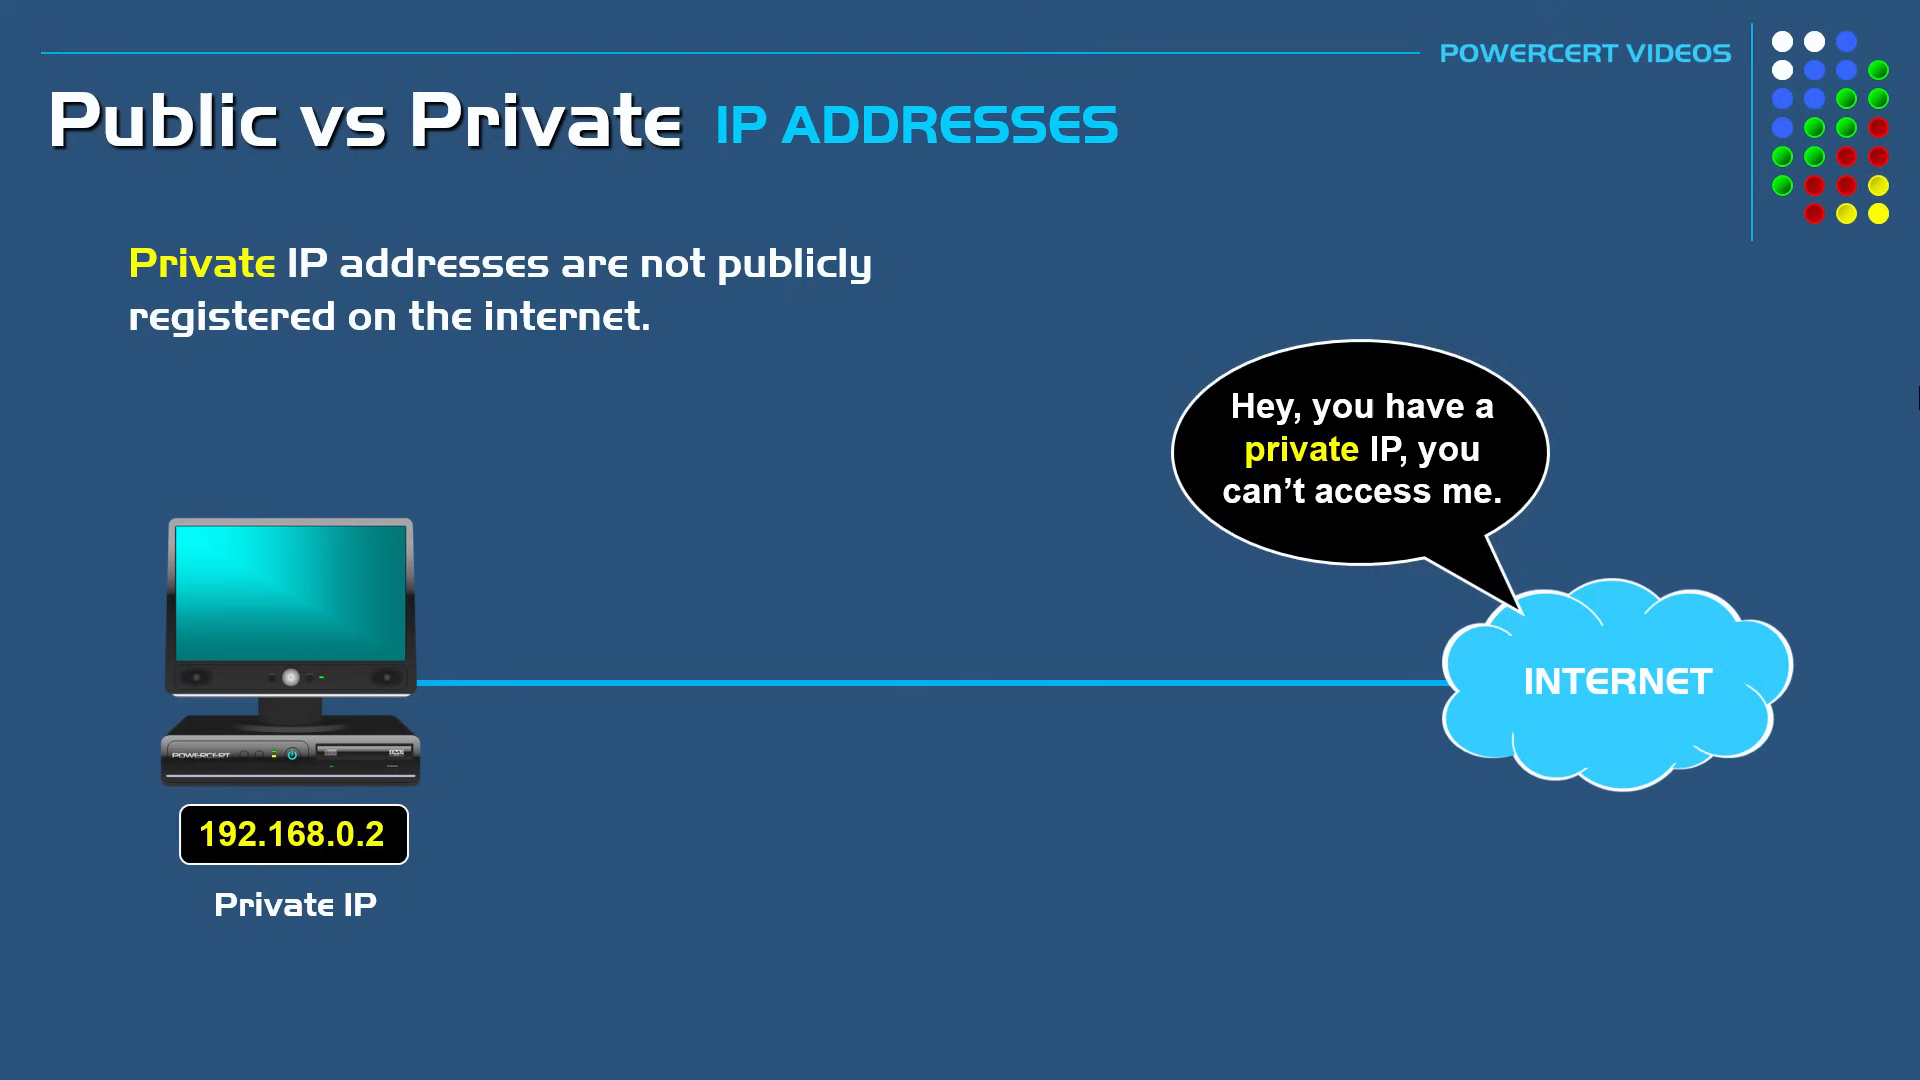 POWERCERT VIDEOS
Public vs Private IP ADDRESSES
Private IP addresses are not publicly
registered on the internet.
Hey, you have a
private IP, you
can’t access me.
INTERNET
POWERCERT
192.168.0.2
Private IP